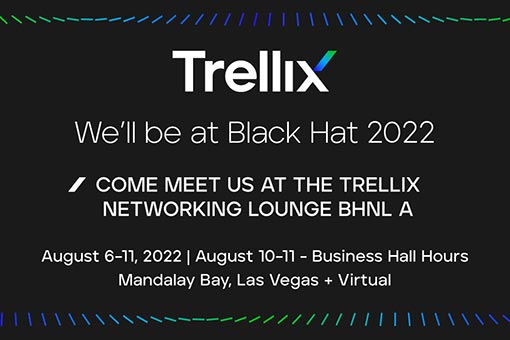 Trellix
We'll be at Black Hat 2022
COME MEET US AT THE TRELLIX
NETWORKING LOUNGE BHNL A
August 6-11, 2022 | August 10-11 - Business Hall Hours
Mandalay Bay, Las Vegas + Virtual